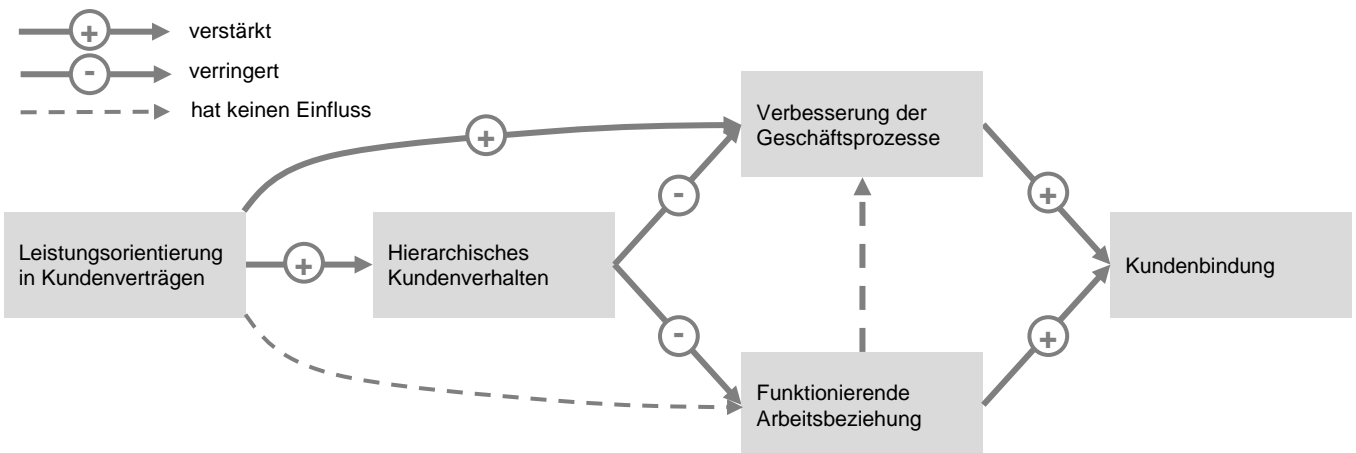 +
verstärkt
-
verringert
hat keinen Einfluss
Verbesserung der
Geschäftsprozesse
+
-
+
Leistungsorientierung
in Kundenverträgen
+
Hierarchisches
Kundenverhalten
Kundenbindung
-
+
Funktionierende
Arbeitsbeziehung